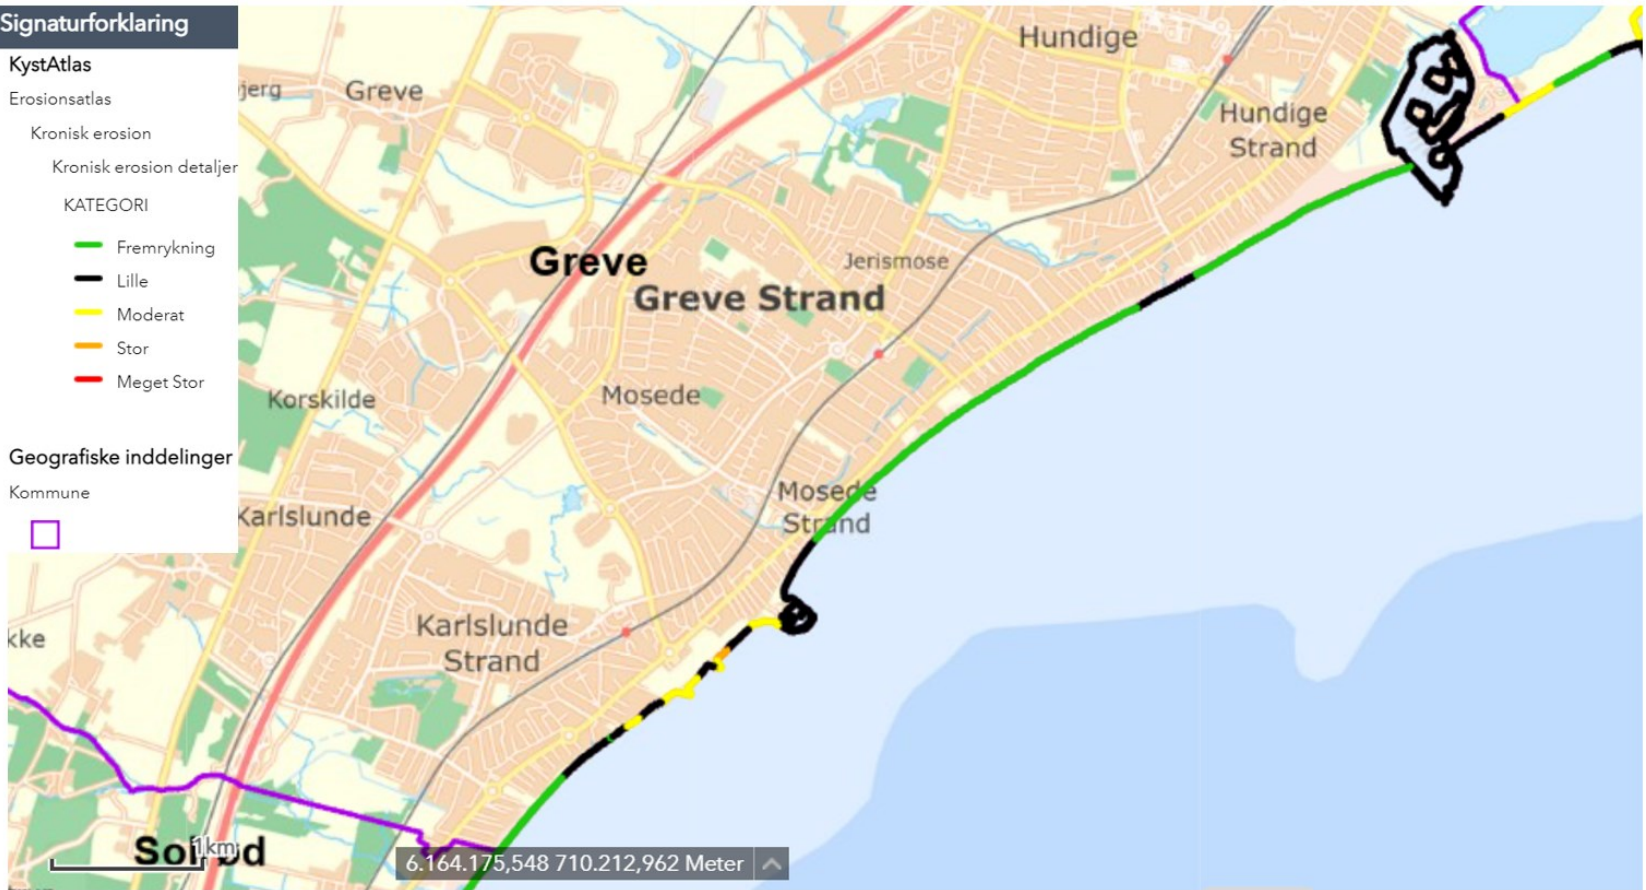 Signaturforklaring
KystAtlas
Erosionsatlas
Kronisk erosion
Kronisk erosion detaljer
KATEGORI
Fremrykning
Lille
Moderat
Stor
Meget Stor
Geografiske inddelinger
Kommune
Hundige
jerg
Greve
Hundige
Strand
Greve
Jerismose
Greve Strand
Korskilde
Mosede
Mosede
Strand
Karlslunde
Karlslunde
Strand
kke
1km
6.164.175,548 710.212,962 Meter